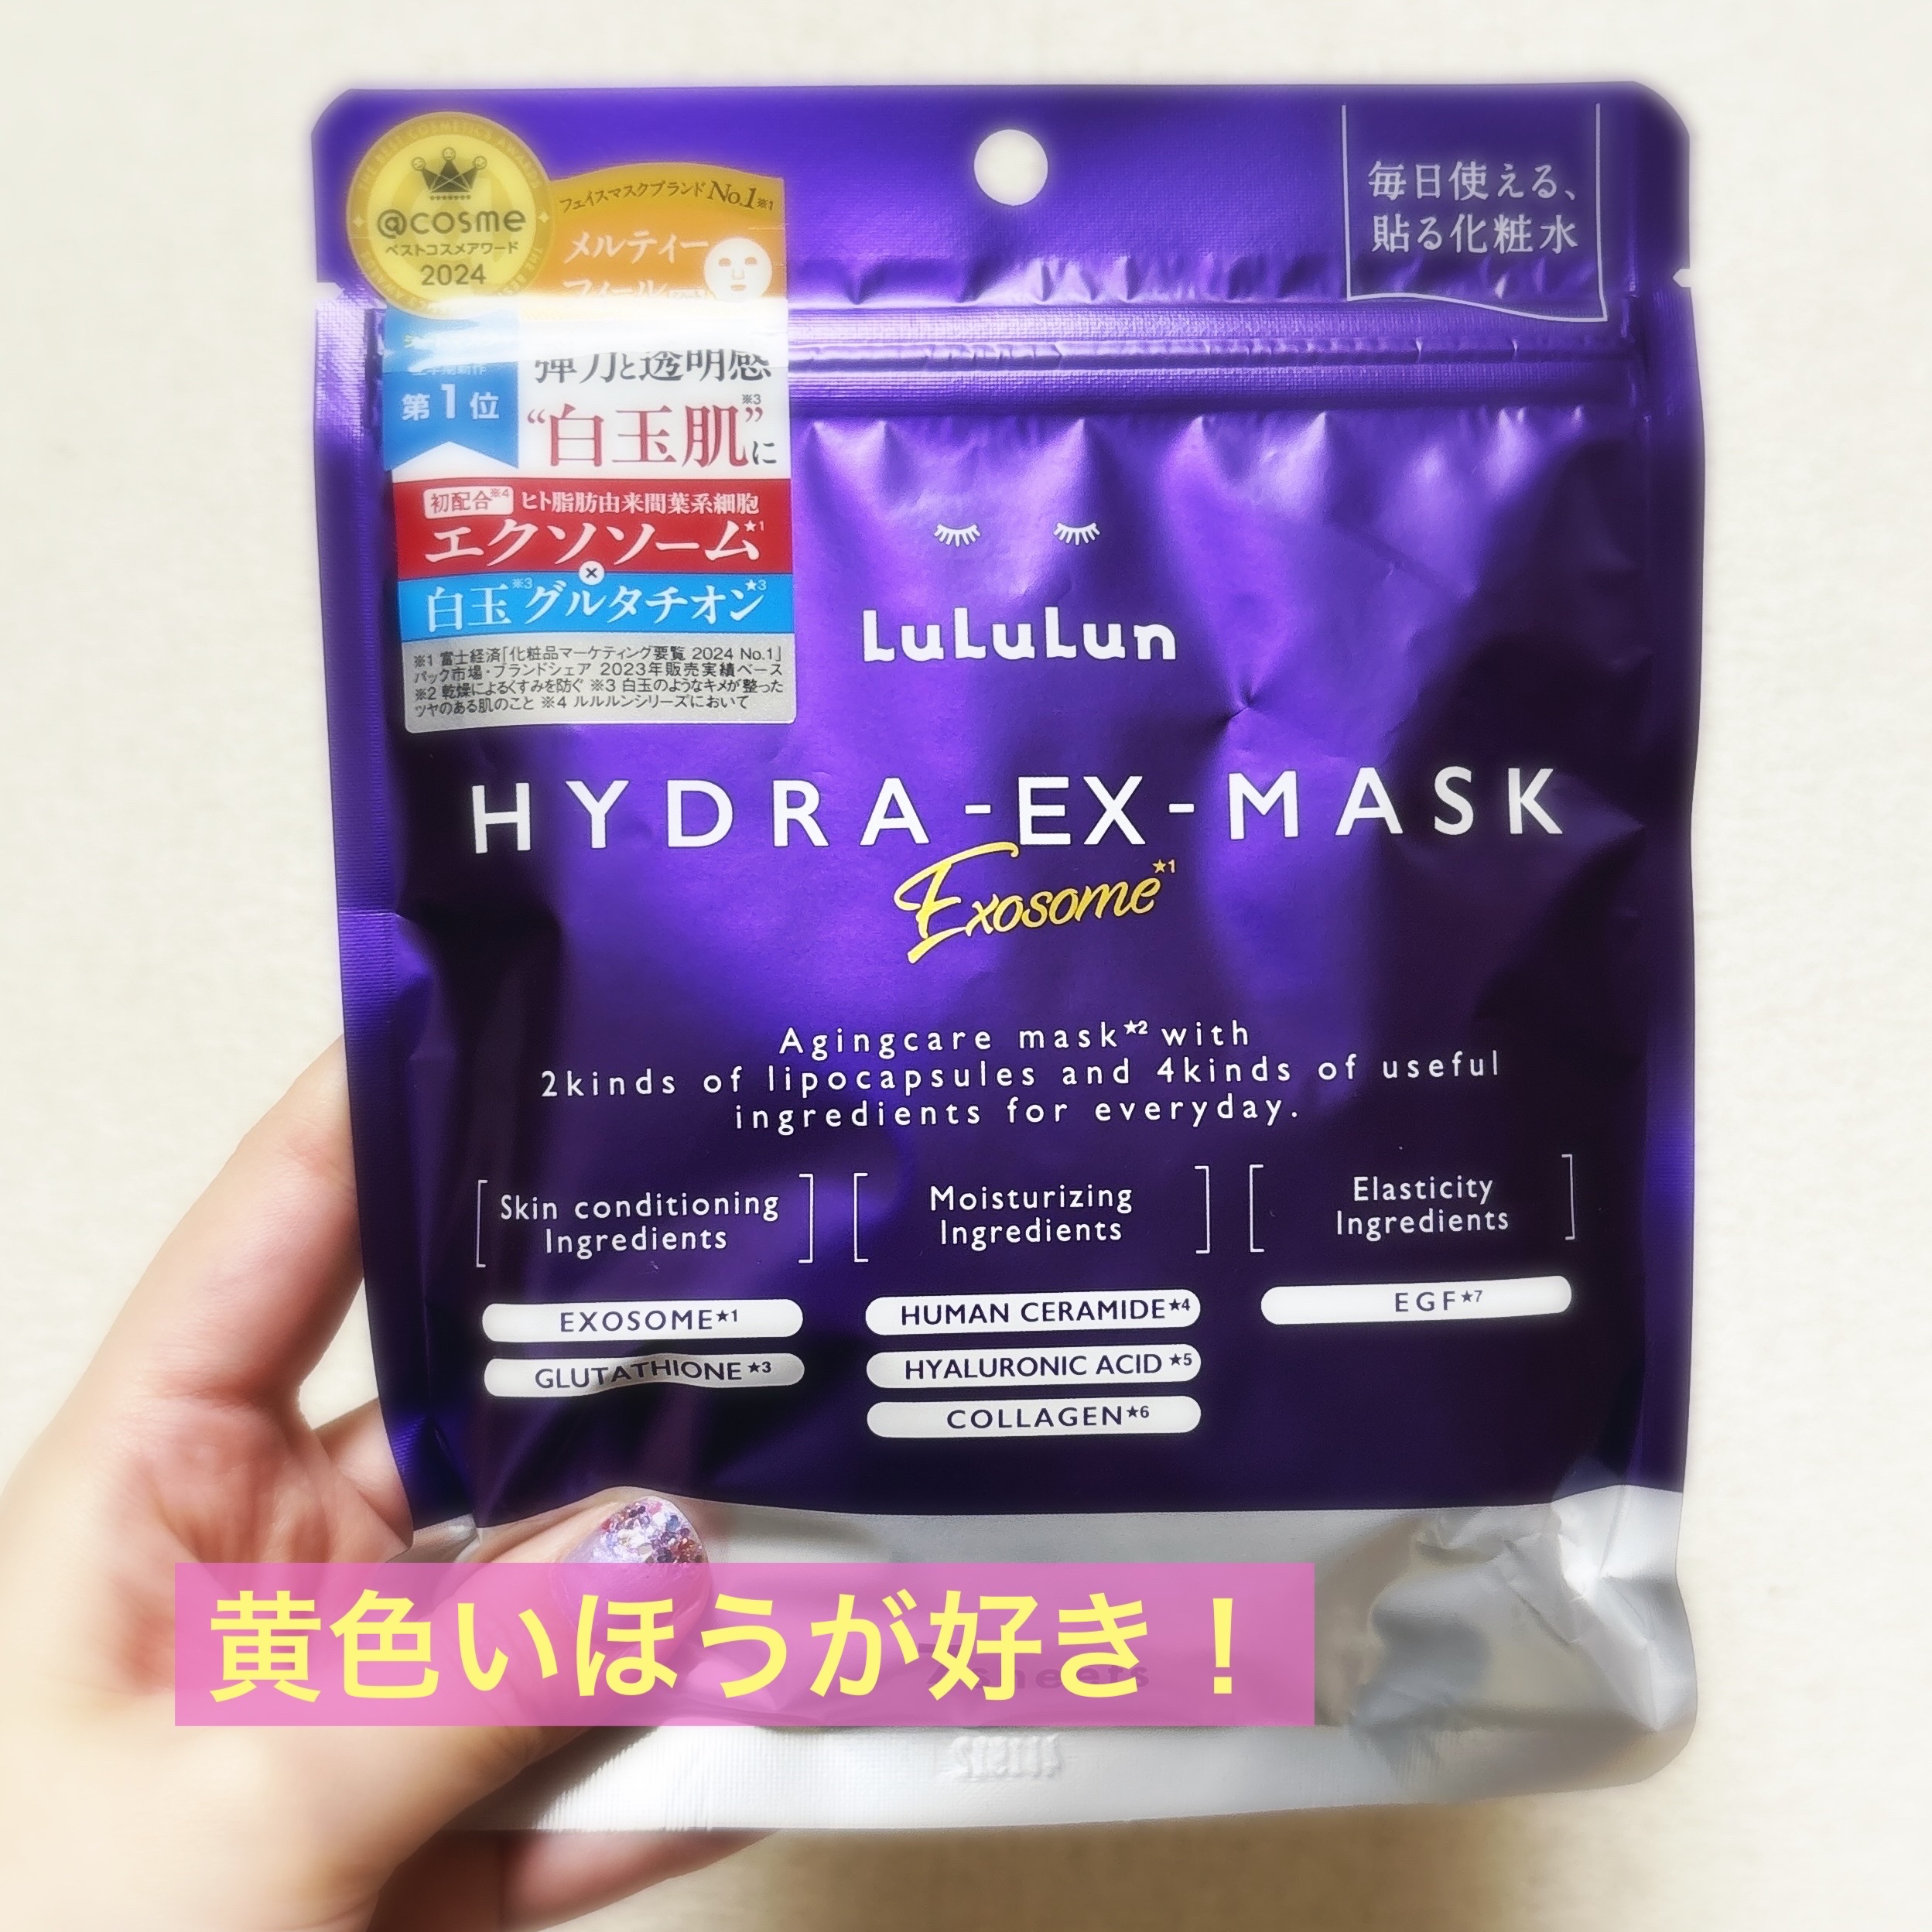 @cosme
ベストコスメアワード
2024
フェイスマスクブランドNo.1※1
メルティー
第1位
弾力と透明感
“白玉肌”※3に
初配合※4 ヒト脂肪由来間葉系細胞
エクソソーム★1
×
白玉※3グルタチオン★3
※1 富士経済「化粧品マーケティング要覧 2024 No.1」
パック市場・ブランドシェア 2023年販売実績ベース
※2 乾燥によるくすみを防ぐ ※3 白玉のようなキメが整った
ツヤのある肌のこと ※4 ルルルンシリーズにおいて
毎日使える、
貼る化粧水
LuLuLun
HYDRA-EX-MASK
Exosome★1
Agingcare mask★2 with
2kinds of lipocapsules and 4kinds of useful
ingredients for everyday.
Skin conditioning
Ingredients
EXOSOME★1
GLUTATHIONE★3
Moisturizing
Ingredients
HUMAN CERAMIDE★4
HYALURONIC ACID★5
COLLAGEN★6
Elasticity
Ingredients
EGF★7
黄色いほうが好き！
7sheets